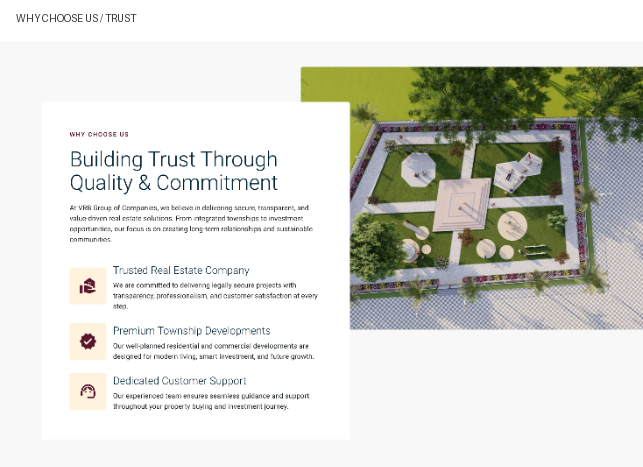 WHY CHOOSE US / TRUST
WHY CHOOSE US
Building Trust Through
Quality & Commitment
At VRB Group of Companies, we believe in delivering secure, transparent, and
value-driven real estate solutions. From integrated townships to investment
opportunities, our focus is on creating long-term relationships and sustainable
communities.
Trusted Real Estate Company
We are committed to delivering legally secure projects with
transparency, professionalism, and customer satisfaction at every
step.
Premium Township Developments
Our well-planned residential and commercial developments are
designed for modern living, smart investment, and future growth.
Dedicated Customer Support
Our experienced team ensures seamless guidance and support
throughout your property buying and investment journey.